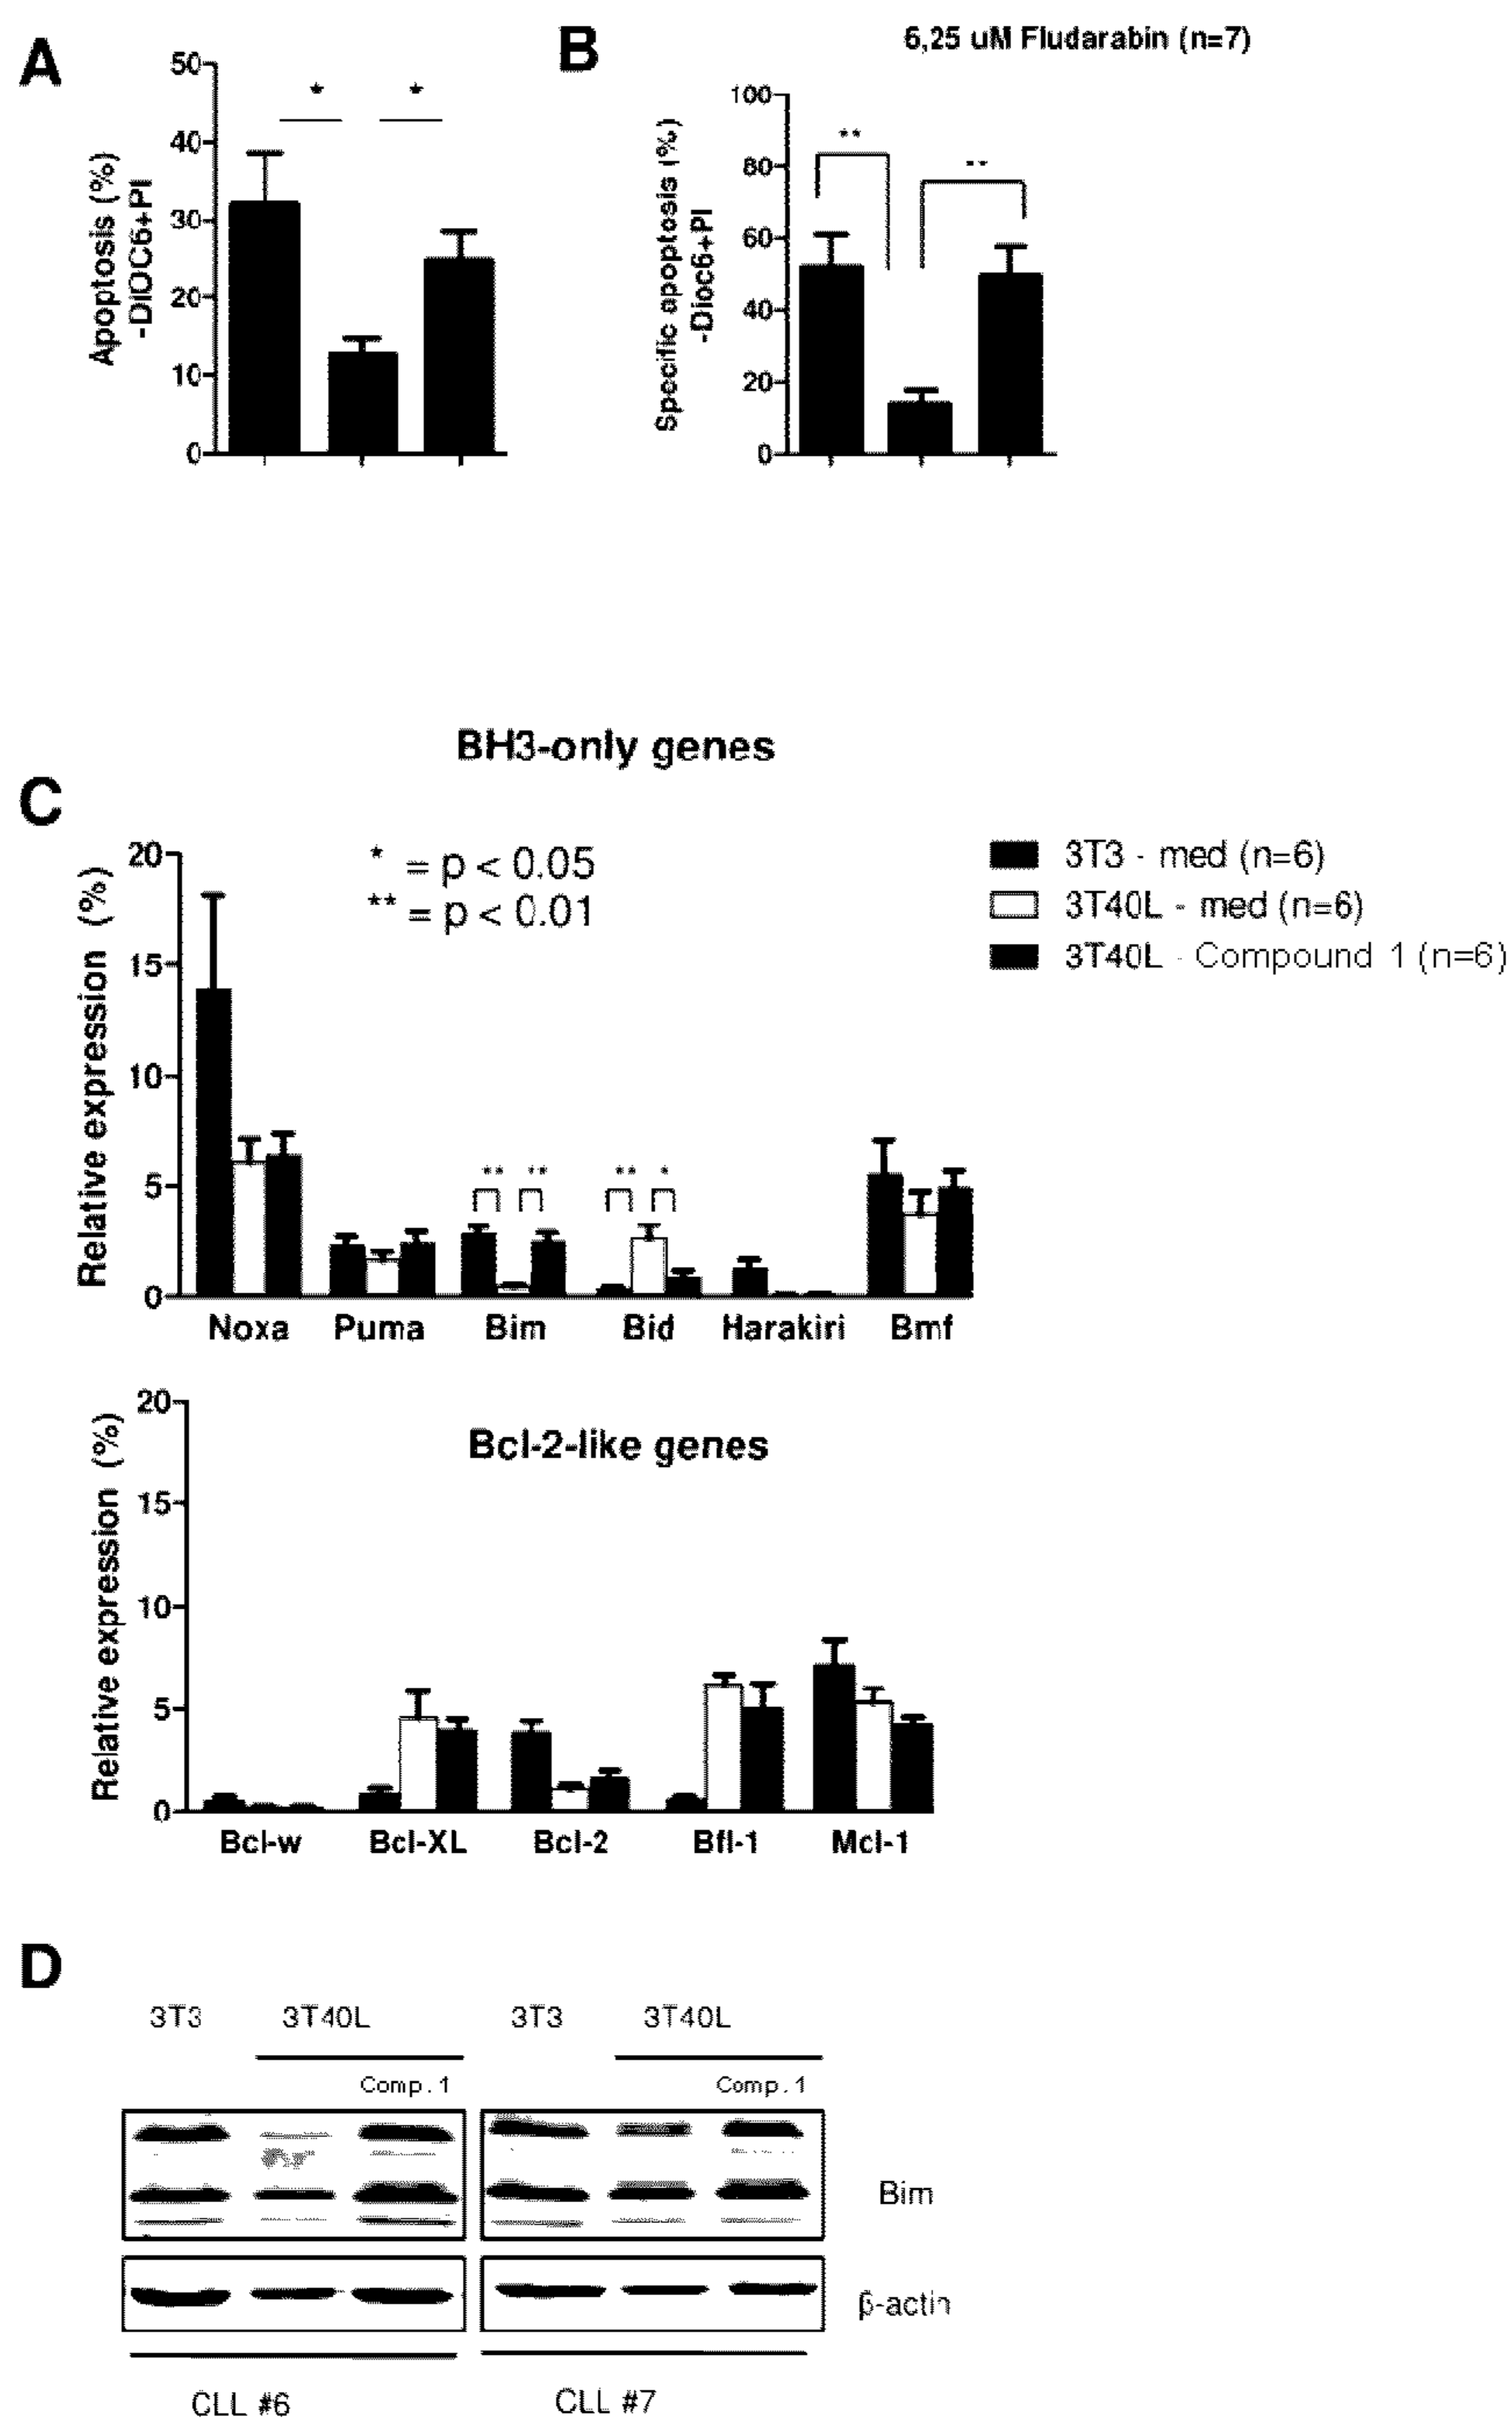 A
50
40
30
20
10
0
Apoptosis (%)
-DiOC6+PI
*
*
B
6,25 uM Fludarabin (n=7)
100
80
60
40
20
0
Specific apoptosis (%)
-Dioc6+PI
**
**
C
BH3-only genes
* = p < 0.05
** = p < 0.01
3T3 - med (n=6)
3T40L - med (n=6)
3T40L - Compound 1 (n=6)
20
15
10
5
0
Relative expression (%)
** ** ** *
Noxa Puma Bim Bid Harakiri Bmf
Bcl-2-like genes
20
15
10
5
0
Relative expression (%)
Bcl-w Bcl-XL Bcl-2 Bfl-1 Mcl-1
D
3T3 3T40L 3T3 3T40L
Comp.1 Comp.1
Bim
β-actin
CLL #6 CLL #7